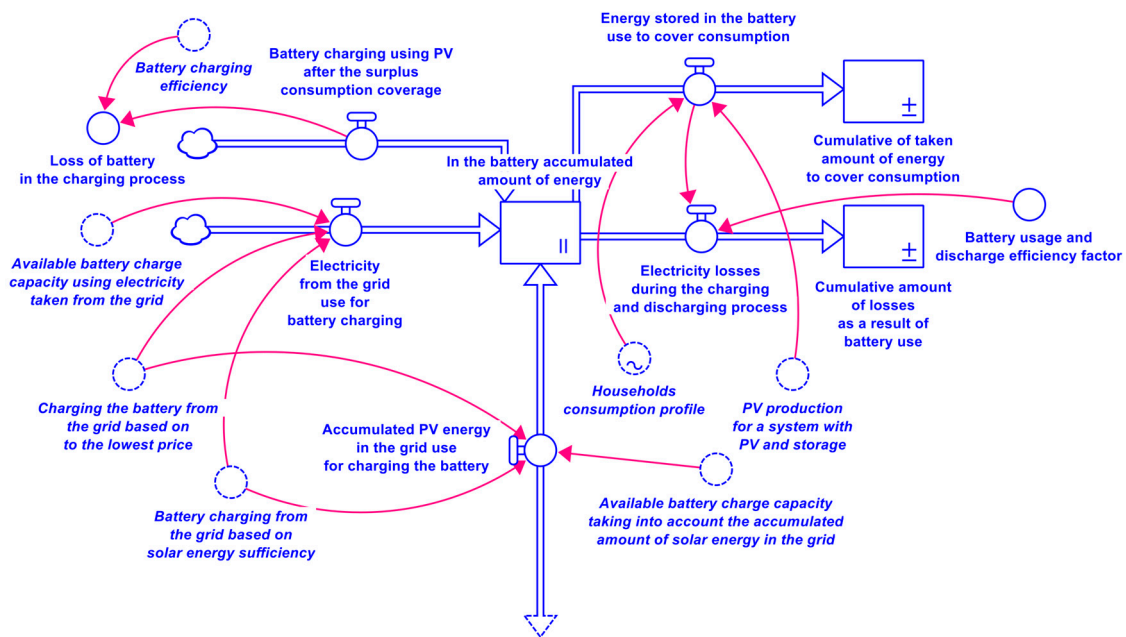 Energy stored in the battery
use to cover consumption
Battery charging using PV
after the surplus
consumption coverage
Battery charging
efficiency
Loss of battery
in the charging process
In the battery accumulated
amount of energy
Cumulative of taken
amount of energy
to cover consumption
Available battery charge
capacity using electricity
taken from the grid
Electricity
from the grid
use for
battery charging
Electricity losses
during the charging
and discharging process
Cumulative amount
of losses
as a result of
battery use
Battery usage and
discharge efficiency factor
Charging the battery from
the grid based on
to the lowest price
Households
consumption profile
PV production
for a system with
PV and storage
Accumulated PV energy
in the grid use
for charging the battery
Battery charging from
the grid based on
solar energy sufficiency
Available battery charge capacity
taking into account the accumulated
amount of solar energy in the grid